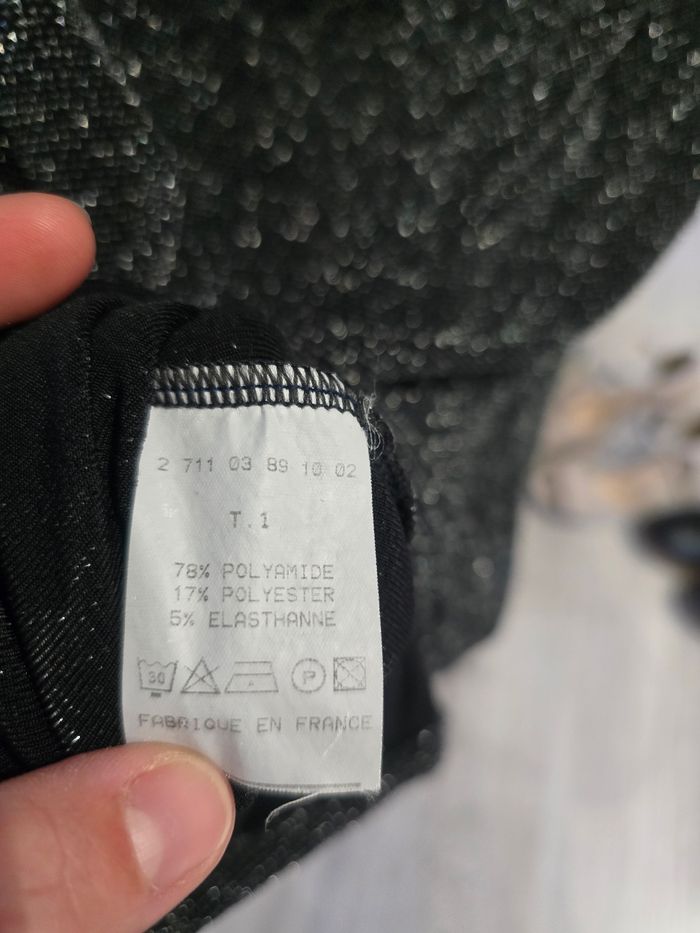 2 711 03 89 10 02
T.1
78% POLYAMIDE
17% POLYESTER
5% ELASTHANNE
30 P
FABRIQUE EN FRANCE